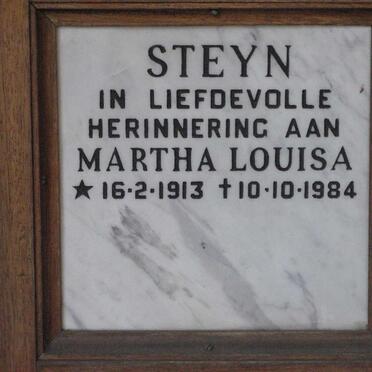 STEYN
IN LIEFDEVOLLE
HERINNERING AAN
MARTHA LOUISA
★ 16·2·1913 ✝ 10·10·1984